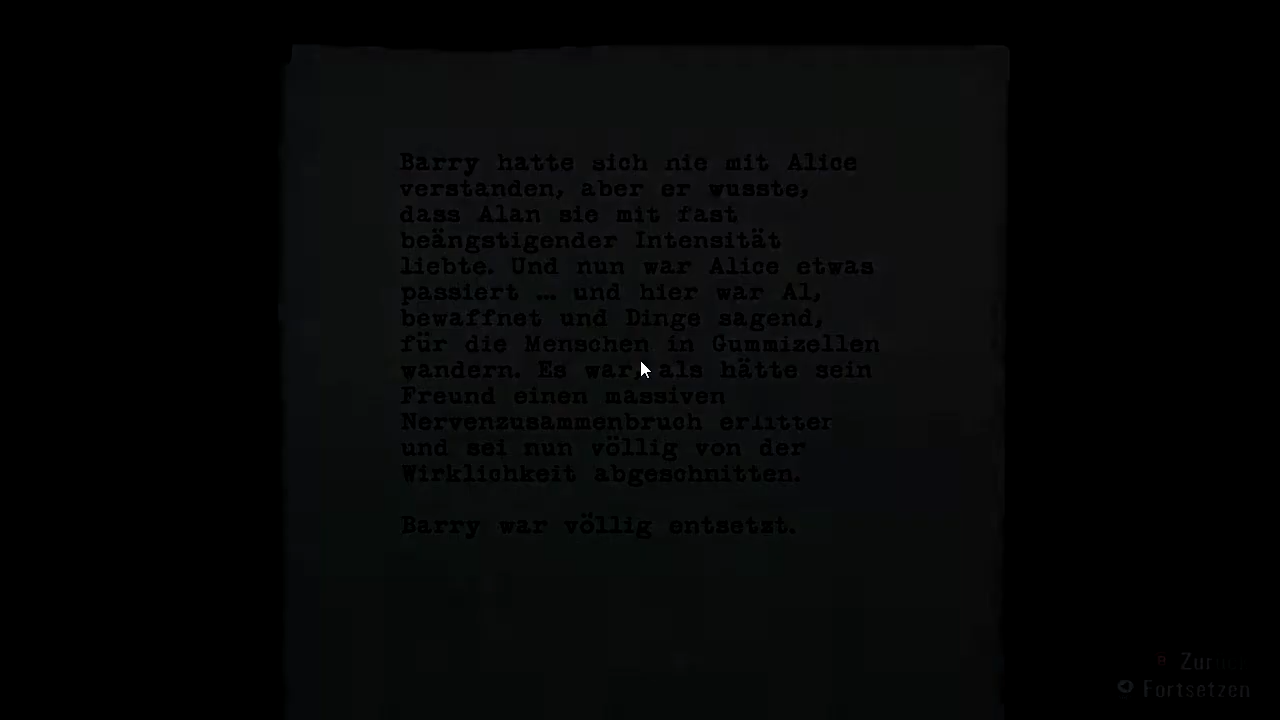 Barry hatte sich nie mit Alice
verstanden, aber er wusste,
dass Alan sie mit fast
beängstigender Intensität
liebte. Und nun war Alice etwas
passiert … und hier war Al,
bewaffnet und Dinge sagend,
für die Menschen in Gummizellen
wandern. Es war, als hätte sein
Freund einen massiven
Nervenzusammenbruch erlitten
und sei nun völlig von der
Wirklichkeit abgeschnitten.
Barry war völlig entsetzt.
Fortsetzen